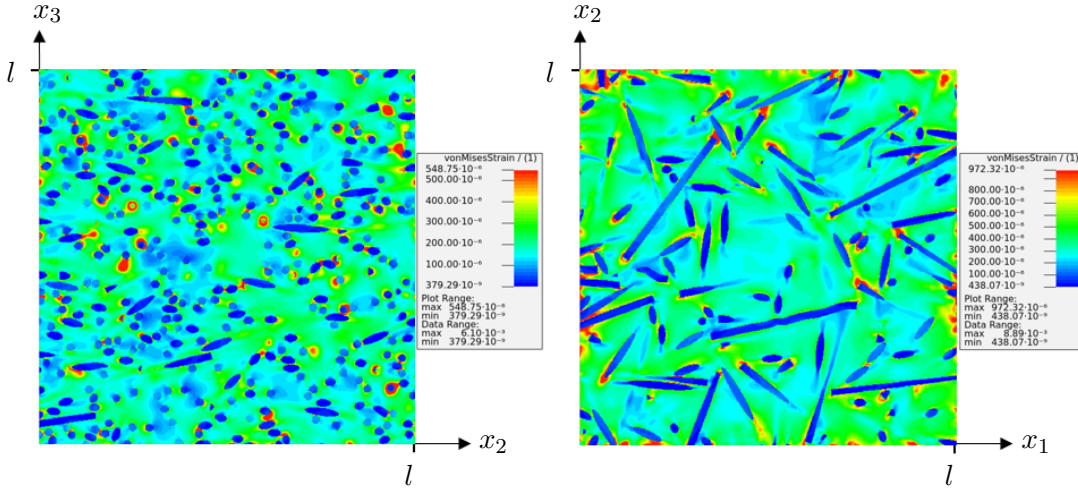 x₃
l
vonMisesStrain / (1)
548.75·10⁻⁶
500.00·10⁻⁶
400.00·10⁻⁶
300.00·10⁻⁶
200.00·10⁻⁶
100.00·10⁻⁶
379.29·10⁻⁹
Plot Range:
max 548.75·10⁻⁶
min 379.29·10⁻⁹
Data Range:
max 6.10·10⁻³
min 379.29·10⁻⁹
x₂
l
x₂
l
vonMisesStrain / (1)
972.32·10⁻⁶
800.00·10⁻⁶
700.00·10⁻⁶
600.00·10⁻⁶
500.00·10⁻⁶
400.00·10⁻⁶
300.00·10⁻⁶
200.00·10⁻⁶
100.00·10⁻⁶
438.07·10⁻⁹
Plot Range:
max 972.32·10⁻⁶
min 438.07·10⁻⁹
Data Range:
max 8.89·10⁻³
min 438.07·10⁻⁹
x₁
l